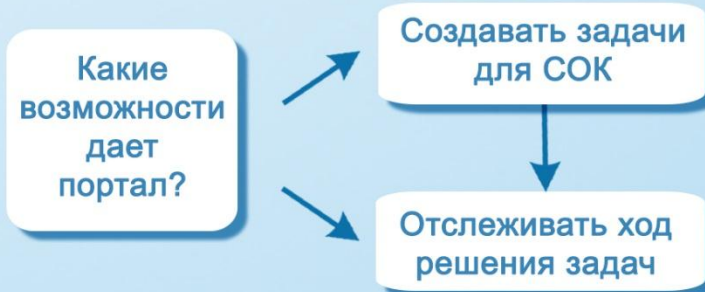 Какие
возможности
дает
портал?
Создавать задачи
для СОК
Отслеживать ход
решения задач